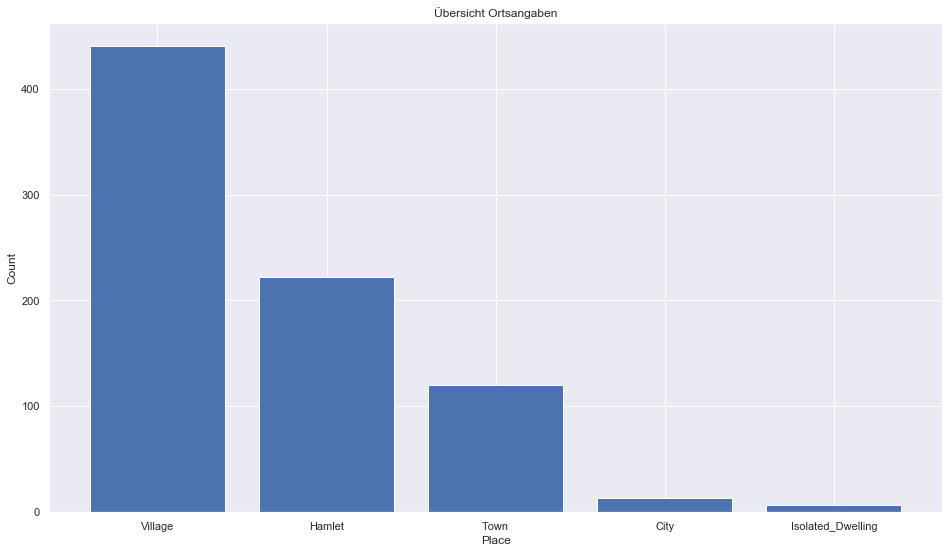 Übersicht Ortsangaben
400
300
200
100
0
Count
Village Hamlet Town City Isolated_Dwelling
Place